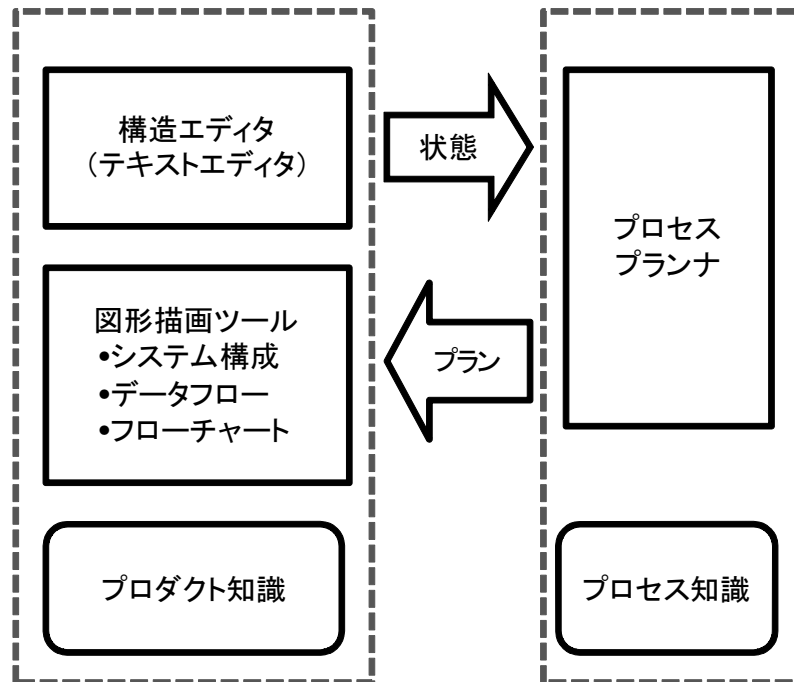 構造エディタ
（テキストエディタ）
図形描画ツール
•システム構成
•データフロー
•フローチャート
プロダクト知識
状態
プラン
プロセス
プランナ
プロセス知識